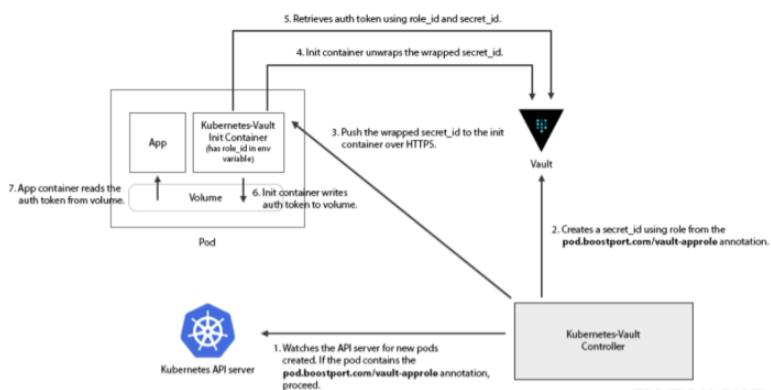 5. Retrieves auth token using role_id and secret_id.
4. Init container unwraps the wrapped secret_id.
App
Kubernetes-Vault
Init Container
(has role_id in env
variable)
3. Push the wrapped secret_id to the init
container over HTTPS.
Vault
7. App container reads the
auth token from volume.
Volume
6. Init container writes
auth token to volume.
Pod
2. Creates a secret_id using role from the
pod.boostport.com/vault-approle annotation.
Kubernetes API server
1. Watches the API server for new pods
created. If the pod contains the
pod.boostport.com/vault-approle annotation,
proceed.
Kubernetes-Vault
Controller